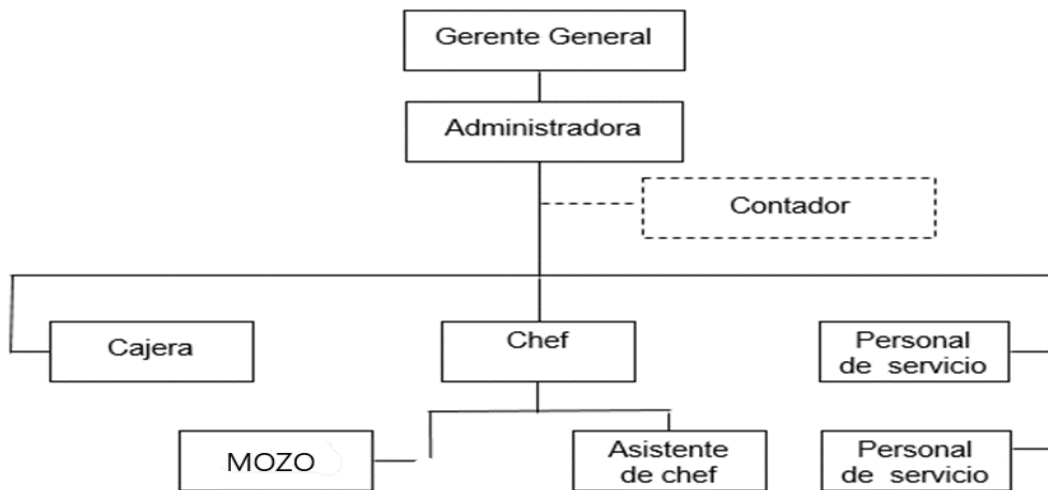 Gerente General
Administradora
Contador
Cajera
Chef
Personal
de servicio
MOZO
Asistente
de chef
Personal
de servicio